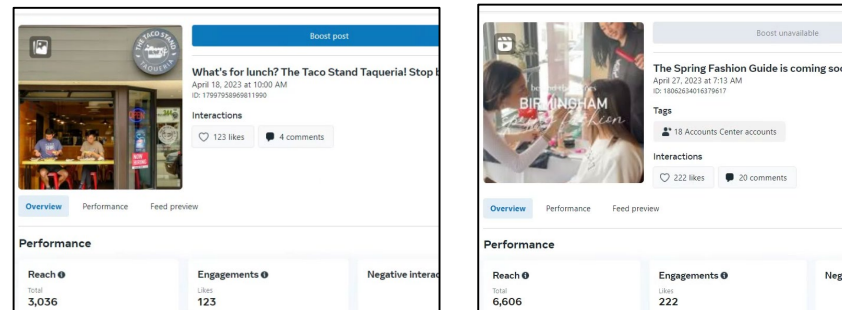 THE TACO STAND
TAQUERIA
OPEN
Boost post
What's for lunch? The Taco Stand Taqueria! Stop b
April 18, 2023 at 10:00 AM
ID: 17997958969811990
Interactions
123 likes
4 comments
Overview
Performance
Feed preview
Performance
Reach
Engagements
Negative interac
Total
Likes
3,036
123
Boost unavailable
The Spring Fashion Guide is coming soo
April 27, 2023 at 7:13 AM
ID: 18062634016379617
Tags
18 Accounts Center accounts
Interactions
222 likes
20 comments
behind the scenes
BIRMINGHAM
Overview
Performance
Feed preview
Performance
Reach
Engagements
Neg
Total
Likes
6,606
222